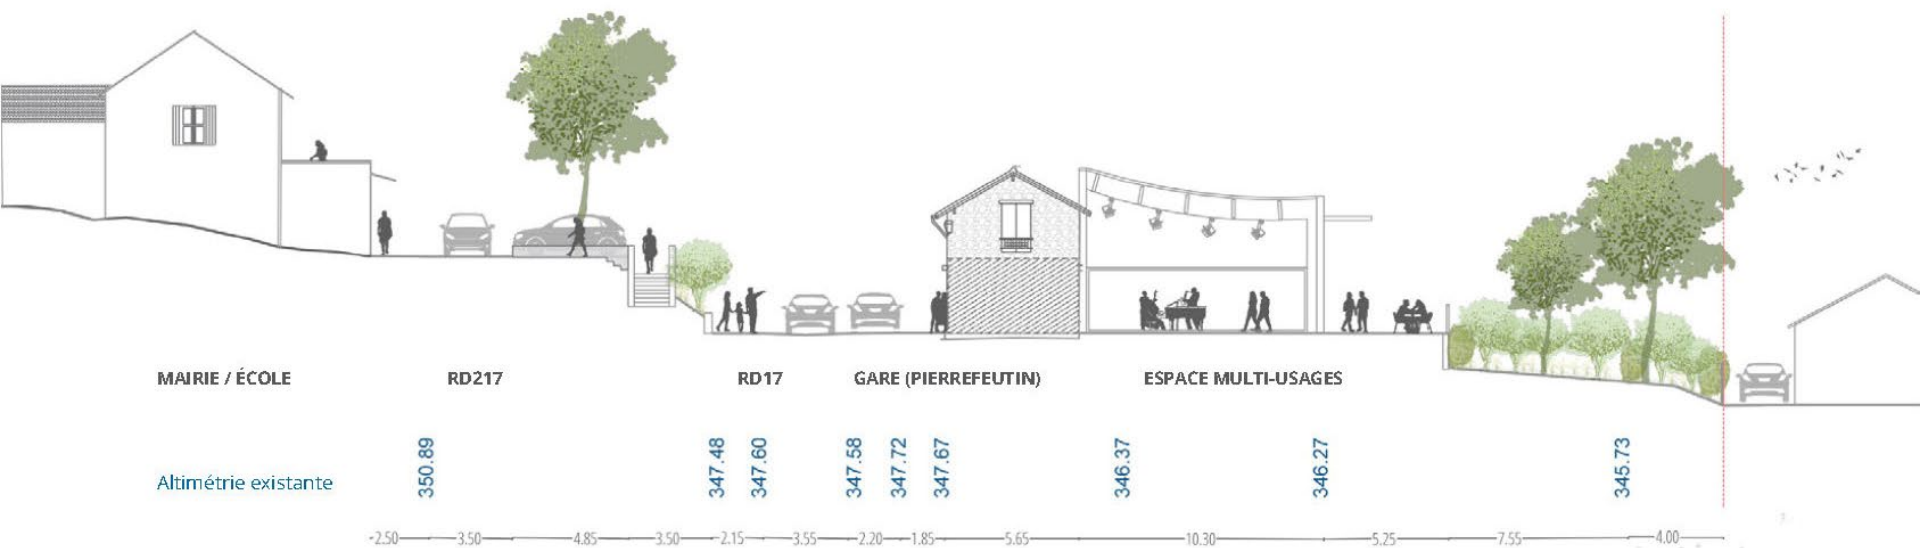 MAIRIE / ÉCOLE RD217 RD17 GARE (PIERREFEUTIN) ESPACE MULTI-USAGES
Altimétrie existante 350.89 347.48 347.60 347.58 347.72 347.67 346.37 346.27 345.73
2.50 3.50 4.85 3.50 2.15 3.55 2.20 1.85 5.65 10.30 5.25 7.55 4.00